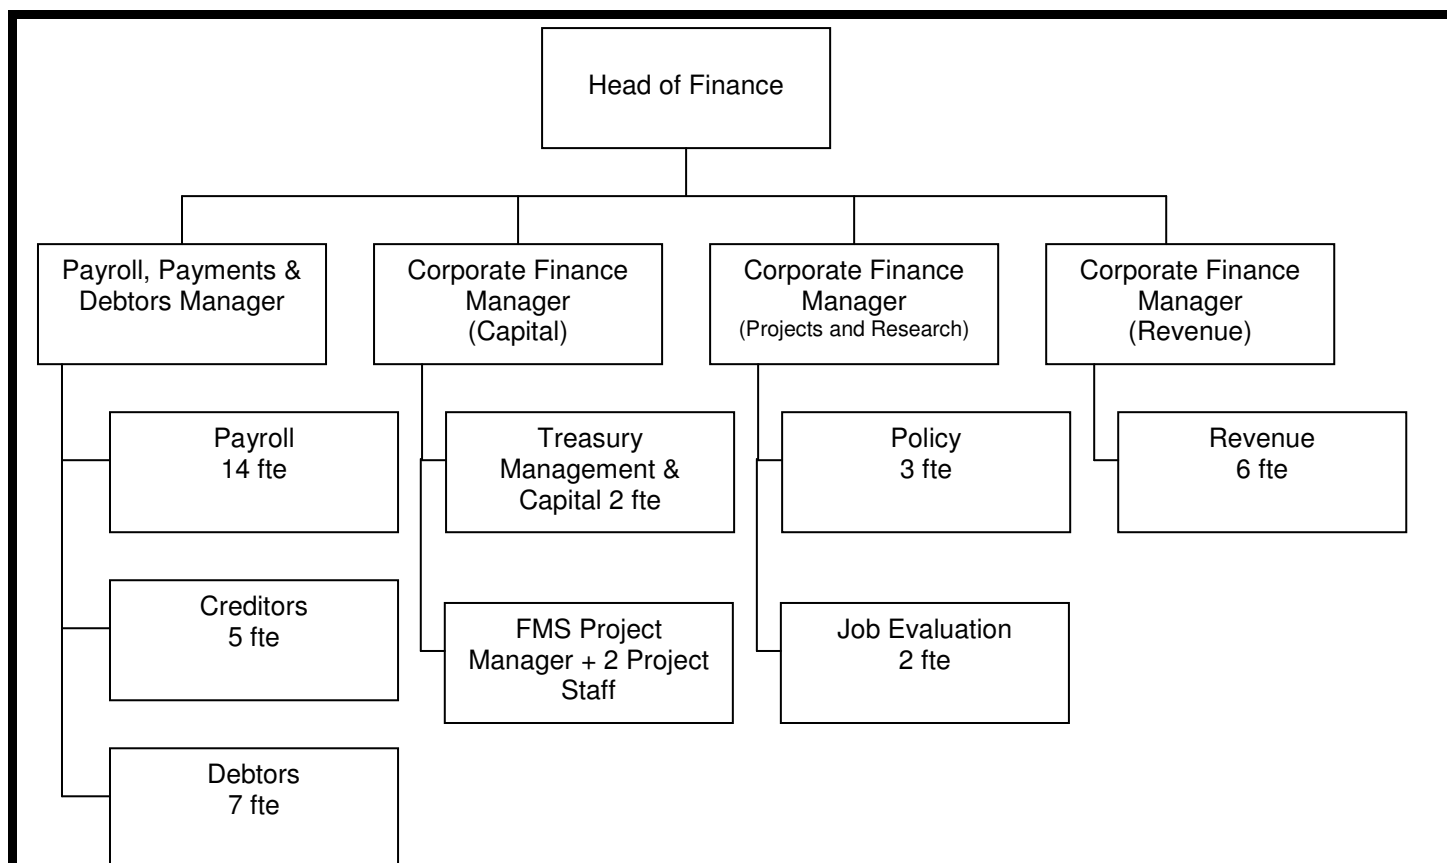 Head of Finance
Payroll, Payments &
Debtors Manager
Corporate Finance
Manager
(Capital)
Corporate Finance
Manager
(Projects and Research)
Corporate Finance
Manager
(Revenue)
Payroll
14 fte
Treasury
Management &
Capital 2 fte
Policy
3 fte
Revenue
6 fte
Creditors
5 fte
FMS Project
Manager + 2 Project
Staff
Job Evaluation
2 fte
Debtors
7 fte